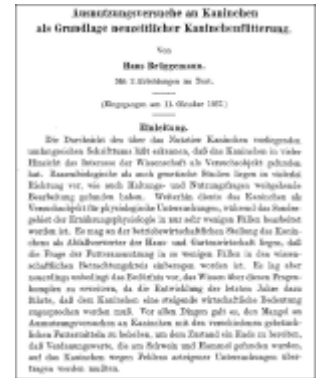 Ausnutzungsversuche an Kaninchen
als Grundlage neuzeitlicher Kaninchenfütterung.
Von
Hans Brüggemann.
Mit 2 Abbildungen im Text.
(Eingegangen am 11. Oktober 1937.)
Einleitung.
Die Durchsicht des über das Nutztier Kaninchen vorliegenden
umfangreichen Schrifttums läßt erkennen, daß das Kaninchen in vieler
Hinsicht das Interesse der Wissenschaft als Versuchsobjekt gefunden
hat. Rassenbiologische als auch genetische Studien liegen in vielerlei
Richtung vor, wie auch Haltungs- und Nutzungsfragen weitgehende
Bearbeitung gefunden haben. Weiterhin diente das Kaninchen als
Versuchsobjekt für physiologische Untersuchungen, während das Sonder-
gebiet der Ernährungsphysiologie in nur sehr wenigen Fällen bearbeitet
worden ist. Es mag an der betriebswirtschaftlichen Stellung des Kanin-
chens als Abfallverwerter der Haus- und Gartenwirtschaft liegen, daß
die Frage der Futterausnutzung in so wenigen Fällen in den wissen-
schaftlichen Betrachtungskreis einbezogen worden ist. Es lag aber
neuerdings unbedingt das Bedürfnis vor, das Wissen über diesen Fragen-
komplex zu erweitern, da die Entwicklung der letzten Jahre dazu
führte, daß dem Kaninchen eine steigende wirtschaftliche Bedeutung
zugesprochen werden muß. Vor allen Dingen galt es, den Mangel an
Ausnutzungsversuchen an Kaninchen mit den verschiedenen gebräuch-
lichen Futtermitteln zu beheben, um dem Zustand ein Ende zu bereiten,
daß Verdauungswerte, die am Schwein und Hammel gefunden wurden,
auf das Kaninchen wegen Fehlens arteigener Untersuchungen über-
tragen werden mußten.